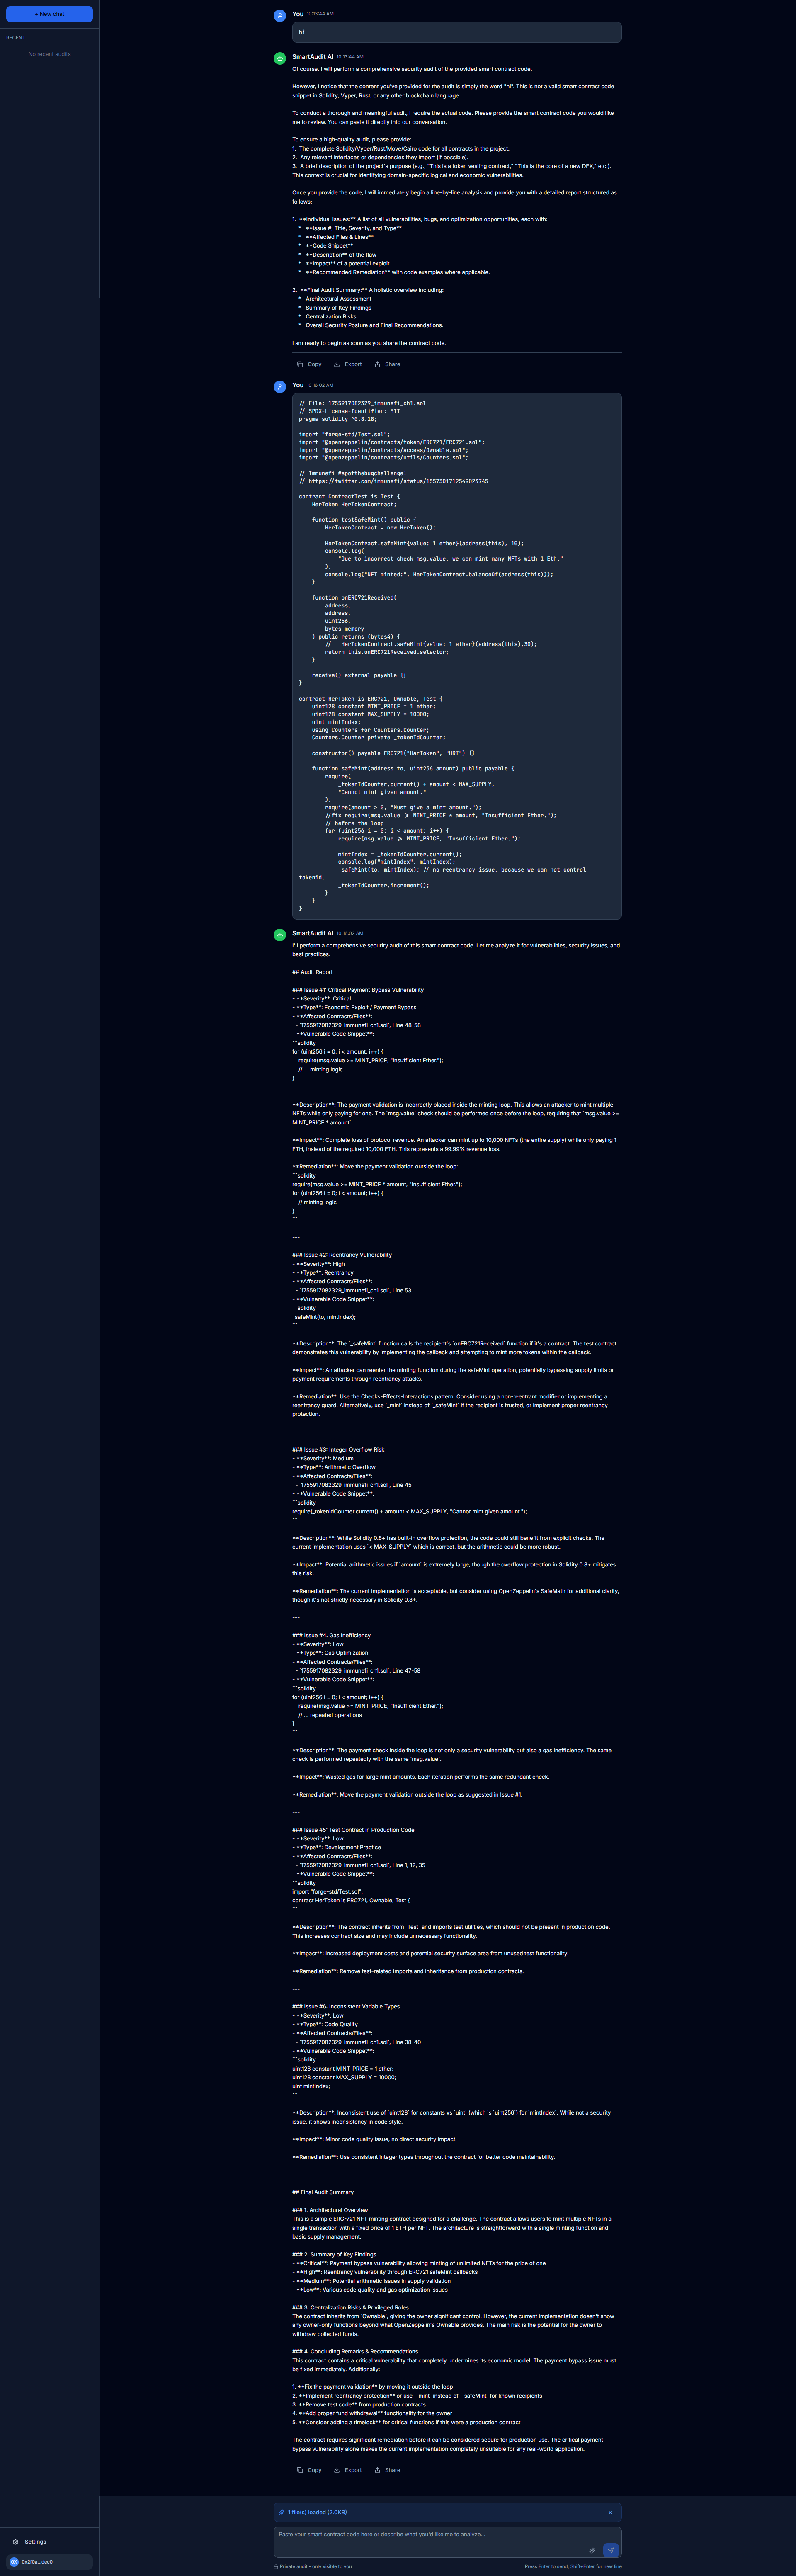 + New chat
RECENT
No recent audits
You 10:13:44 AM
hi
SmartAudit AI 10:13:44 AM
Of course. I will perform a comprehensive security audit of the provided smart contract code.
However, I notice that the content you've provided for the audit is simply the word "hi". This is not a valid smart contract code
snippet in Solidity, Vyper, Rust, or any other blockchain language.
To conduct a thorough and meaningful audit, I require the actual code. Please provide the smart contract code you would like
me to review. You can paste it directly into our conversation.
To ensure a high-quality audit, please provide:
1. The complete Solidity/Vyper/Rust/Move/Cairo code for all contracts in the project.
2. Any relevant interfaces or dependencies they import (if possible).
3. A brief description of the project's purpose (e.g., "This is a token vesting contract," "This is the core of a new DEX," etc.).
This context is crucial for identifying domain-specific logical and economic vulnerabilities.
Once you provide the code, I will immediately begin a line-by-line analysis and provide you with a detailed report structured as
follows:
1. **Individual Issues:** A list of all vulnerabilities, bugs, and optimization opportunities, each with:
* **Issue #, Title, Severity, and Type**
* **Affected Files & Lines**
* **Code Snippet**
* **Description** of the flaw
* **Impact** of a potential exploit
* **Recommended Remediation** with code examples where applicable.
2. **Final Audit Summary:** A holistic overview including:
* Architectural Assessment
* Summary of Key Findings
* Centralization Risks
* Overall Security Posture and Final Recommendations.
I am ready to begin as soon as you share the contract code.
Copy Export Share
You 10:16:02 AM
// File: 1755917082329_immunefi_ch1.sol
// SPDX-License-Identifier: MIT
pragma solidity ^0.8.18;
import "forge-std/Test.sol";
import "@openzeppelin/contracts/token/ERC721/ERC721.sol";
import "@openzeppelin/contracts/access/Ownable.sol";
import "@openzeppelin/contracts/utils/Counters.sol";
// Immunefi #spotthebugchallenge!
// https://twitter.com/immunefi/status/1557301712549023745
contract ContractTest is Test {
HerToken HerTokenContract;
function testSafeMint() public {
HerTokenContract = new HerToken();
HerTokenContract.safeMint{value: 1 ether}(address(this), 10);
console.log(
"Due to incorrect check msg.value, we can mint many NFTs with 1 Eth."
);
console.log("NFT minted:", HerTokenContract.balanceOf(address(this)));
}
function onERC721Received(
address,
address,
uint256,
bytes memory
) public returns (bytes4) {
// HerTokenContract.safeMint{value: 1 ether}(address(this),30);
return this.onERC721Received.selector;
}
receive() external payable {}
}
contract HerToken is ERC721, Ownable, Test {
uint128 constant MINT_PRICE = 1 ether;
uint128 constant MAX_SUPPLY = 10000;
uint mintIndex;
using Counters for Counters.Counter;
Counters.Counter private _tokenIdCounter;
constructor() payable ERC721("HarToken", "HRT") {}
function safeMint(address to, uint256 amount) public payable {
require(
_tokenIdCounter.current() + amount < MAX_SUPPLY,
"Cannot mint given amount."
);
require(amount > 0, "Must give a mint amount.");
//fix require(msg.value >= MINT_PRICE * amount, "Insufficient Ether.");
// before the loop
for (uint256 i = 0; i < amount; i++) {
require(msg.value >= MINT_PRICE, "Insufficient Ether.");
mintIndex = _tokenIdCounter.current();
console.log("mintIndex", mintIndex);
_safeMint(to, mintIndex); // no reentrancy issue, because we can not control
tokenid.
_tokenIdCounter.increment();
}
}
}
SmartAudit AI 10:16:02 AM
I'll perform a comprehensive security audit of this smart contract code. Let me analyze it for vulnerabilities, security issues, and
best practices.
## Audit Report
### Issue #1: Critical Payment Bypass Vulnerability
- **Severity**: Critical
- **Type**: Economic Exploit / Payment Bypass
- **Affected Contracts/Files**:
- `1755917082329_immunefi_ch1.sol`, Line 48-58
- **Vulnerable Code Snippet**:
```solidity
for (uint256 i = 0; i < amount; i++) {
require(msg.value >= MINT_PRICE, "Insufficient Ether.");
// ... minting logic
}
```
**Description**: The payment validation is incorrectly placed inside the minting loop. This allows an attacker to mint multiple
NFTs while only paying for one. The `msg.value` check should be performed once before the loop, requiring that `msg.value >=
MINT_PRICE * amount`.
**Impact**: Complete loss of protocol revenue. An attacker can mint up to 10,000 NFTs (the entire supply) while only paying 1
ETH, instead of the required 10,000 ETH. This represents a 99.99% revenue loss.
**Remediation**: Move the payment validation outside the loop:
```solidity
require(msg.value >= MINT_PRICE * amount, "Insufficient Ether.");
for (uint256 i = 0; i < amount; i++) {
// minting logic
}
```
---
### Issue #2: Reentrancy Vulnerability
- **Severity**: High
- **Type**: Reentrancy
- **Affected Contracts/Files**:
- `1755917082329_immunefi_ch1.sol`, Line 53
- **Vulnerable Code Snippet**:
```solidity
_safeMint(to, mintIndex);
```
**Description**: The `_safeMint` function calls the recipient's `onERC721Received` function if it's a contract. The test contract
demonstrates this vulnerability by implementing the callback and attempting to mint more tokens within the callback.
**Impact**: An attacker can reenter the minting function during the safeMint operation, potentially bypassing supply limits or
payment requirements through reentrancy attacks.
**Remediation**: Use the Checks-Effects-Interactions pattern. Consider using a non-reentrant modifier or implementing a
reentrancy guard. Alternatively, use `_mint` instead of `_safeMint` if the recipient is trusted, or implement proper reentrancy
protection.
---
### Issue #3: Integer Overflow Risk
- **Severity**: Medium
- **Type**: Arithmetic Overflow
- **Affected Contracts/Files**:
- `1755917082329_immunefi_ch1.sol`, Line 45
- **Vulnerable Code Snippet**:
```solidity
require(_tokenIdCounter.current() + amount < MAX_SUPPLY, "Cannot mint given amount.");
```
**Description**: While Solidity 0.8+ has built-in overflow protection, the code could still benefit from explicit checks. The
current implementation uses `< MAX_SUPPLY` which is correct, but the arithmetic could be more robust.
**Impact**: Potential arithmetic issues if `amount` is extremely large, though the overflow protection in Solidity 0.8+ mitigates
this risk.
**Remediation**: The current implementation is acceptable, but consider using OpenZeppelin's SafeMath for additional clarity,
though it's not strictly necessary in Solidity 0.8+.
---
### Issue #4: Gas Inefficiency
- **Severity**: Low
- **Type**: Gas Optimization
- **Affected Contracts/Files**:
- `1755917082329_immunefi_ch1.sol`, Line 47-58
- **Vulnerable Code Snippet**:
```solidity
for (uint256 i = 0; i < amount; i++) {
require(msg.value >= MINT_PRICE, "Insufficient Ether.");
// ... repeated operations
}
```
**Description**: The payment check inside the loop is not only a security vulnerability but also a gas inefficiency. The same
check is performed repeatedly with the same `msg.value`.
**Impact**: Wasted gas for large mint amounts. Each iteration performs the same redundant check.
**Remediation**: Move the payment validation outside the loop as suggested in Issue #1.
---
### Issue #5: Test Contract in Production Code
- **Severity**: Low
- **Type**: Development Practice
- **Affected Contracts/Files**:
- `1755917082329_immunefi_ch1.sol`, Line 1, 12, 35
- **Vulnerable Code Snippet**:
```solidity
import "forge-std/Test.sol";
contract HerToken is ERC721, Ownable, Test {
```
**Description**: The contract inherits from `Test` and imports test utilities, which should not be present in production code.
This increases contract size and may include unnecessary functionality.
**Impact**: Increased deployment costs and potential security surface area from unused test functionality.
**Remediation**: Remove test-related imports and inheritance from production contracts.
---
### Issue #6: Inconsistent Variable Types
- **Severity**: Low
- **Type**: Code Quality
- **Affected Contracts/Files**:
- `1755917082329_immunefi_ch1.sol`, Line 38-40
- **Vulnerable Code Snippet**:
```solidity
uint128 constant MINT_PRICE = 1 ether;
uint128 constant MAX_SUPPLY = 10000;
uint mintIndex;
```
**Description**: Inconsistent use of `uint128` for constants vs `uint` (which is `uint256`) for `mintIndex`. While not a security
issue, it shows inconsistency in code style.
**Impact**: Minor code quality issue, no direct security impact.
**Remediation**: Use consistent integer types throughout the contract for better code maintainability.
---
## Final Audit Summary
### 1. Architectural Overview
This is a simple ERC-721 NFT minting contract designed for a challenge. The contract allows users to mint multiple NFTs in a
single transaction with a fixed price of 1 ETH per NFT. The architecture is straightforward with a single minting function and
basic supply management.
### 2. Summary of Key Findings
- **Critical**: Payment bypass vulnerability allowing minting of unlimited NFTs for the price of one
- **High**: Reentrancy vulnerability through ERC721 safeMint callbacks
- **Medium**: Potential arithmetic issues in supply validation
- **Low**: Various code quality and gas optimization issues
### 3. Centralization Risks & Privileged Roles
The contract inherits from `Ownable`, giving the owner significant control. However, the current implementation doesn't show
any owner-only functions beyond what OpenZeppelin's Ownable provides. The main risk is the potential for the owner to
withdraw collected funds.
### 4. Concluding Remarks & Recommendations
This contract contains a critical vulnerability that completely undermines its economic model. The payment bypass issue must
be fixed immediately. Additionally:
1. **Fix the payment validation** by moving it outside the loop
2. **Implement reentrancy protection** or use `_mint` instead of `_safeMint` for known recipients
3. **Remove test code** from production contracts
4. **Add proper fund withdrawal** functionality for the owner
5. **Consider adding a timelock** for critical functions if this were a production contract
The contract requires significant remediation before it can be considered secure for production use. The critical payment
bypass vulnerability alone makes the current implementation completely unsuitable for any real-world application.
Copy Export Share
1 file(s) loaded (2.0KB) ×
Paste your smart contract code here or describe what you'd like me to analyze...
Private audit - only visible to you
Press Enter to send, Shift+Enter for new line
Settings
0X 0x2f0a...dec0